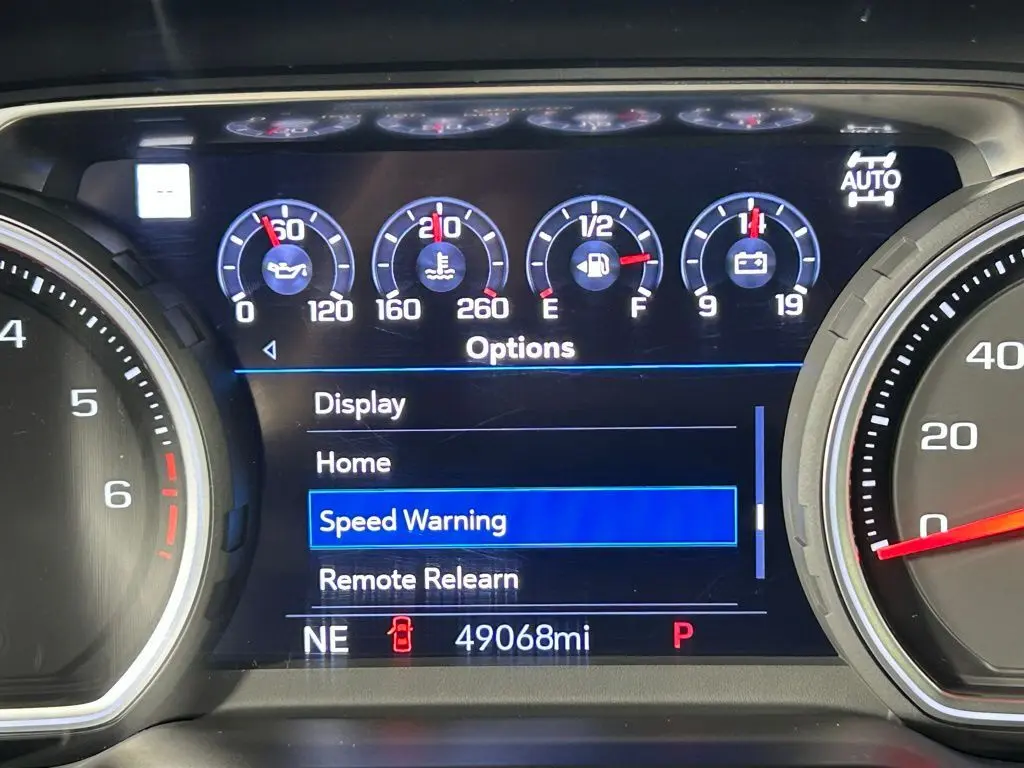 --
AUTO
60
0 120
210
160 260
1/2
E F
14
9 19
Options
Display
Home
Speed Warning
Remote Relearn
NE 49068mi P
4
5
6
40
20
0